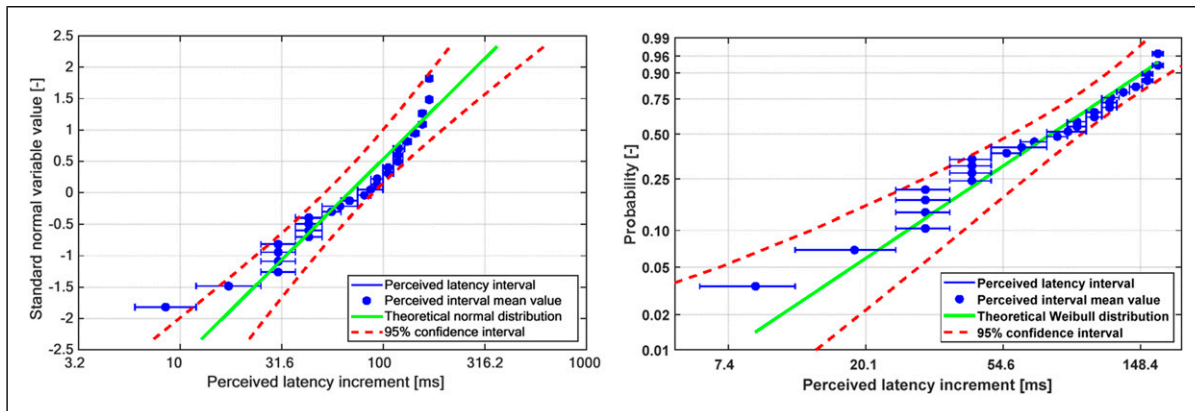 2.5
2
1.5
1
0.5
0
-0.5
-1
-1.5
-2
-2.5
Standard normal variable value [-]
3.2 10 31.6 100 316.2 1000
Perceived latency increment [ms]
Perceived latency interval
Perceived interval mean value
Theoretical normal distribution
95% confidence interval
0.99
0.96
0.90
0.75
0.50
0.25
0.10
0.05
0.02
0.01
Probability [-]
7.4 20.1 54.6 148.4
Perceived latency increment [ms]
Perceived latency interval
Perceived interval mean value
Theoretical Weibull distribution
95% confidence interval